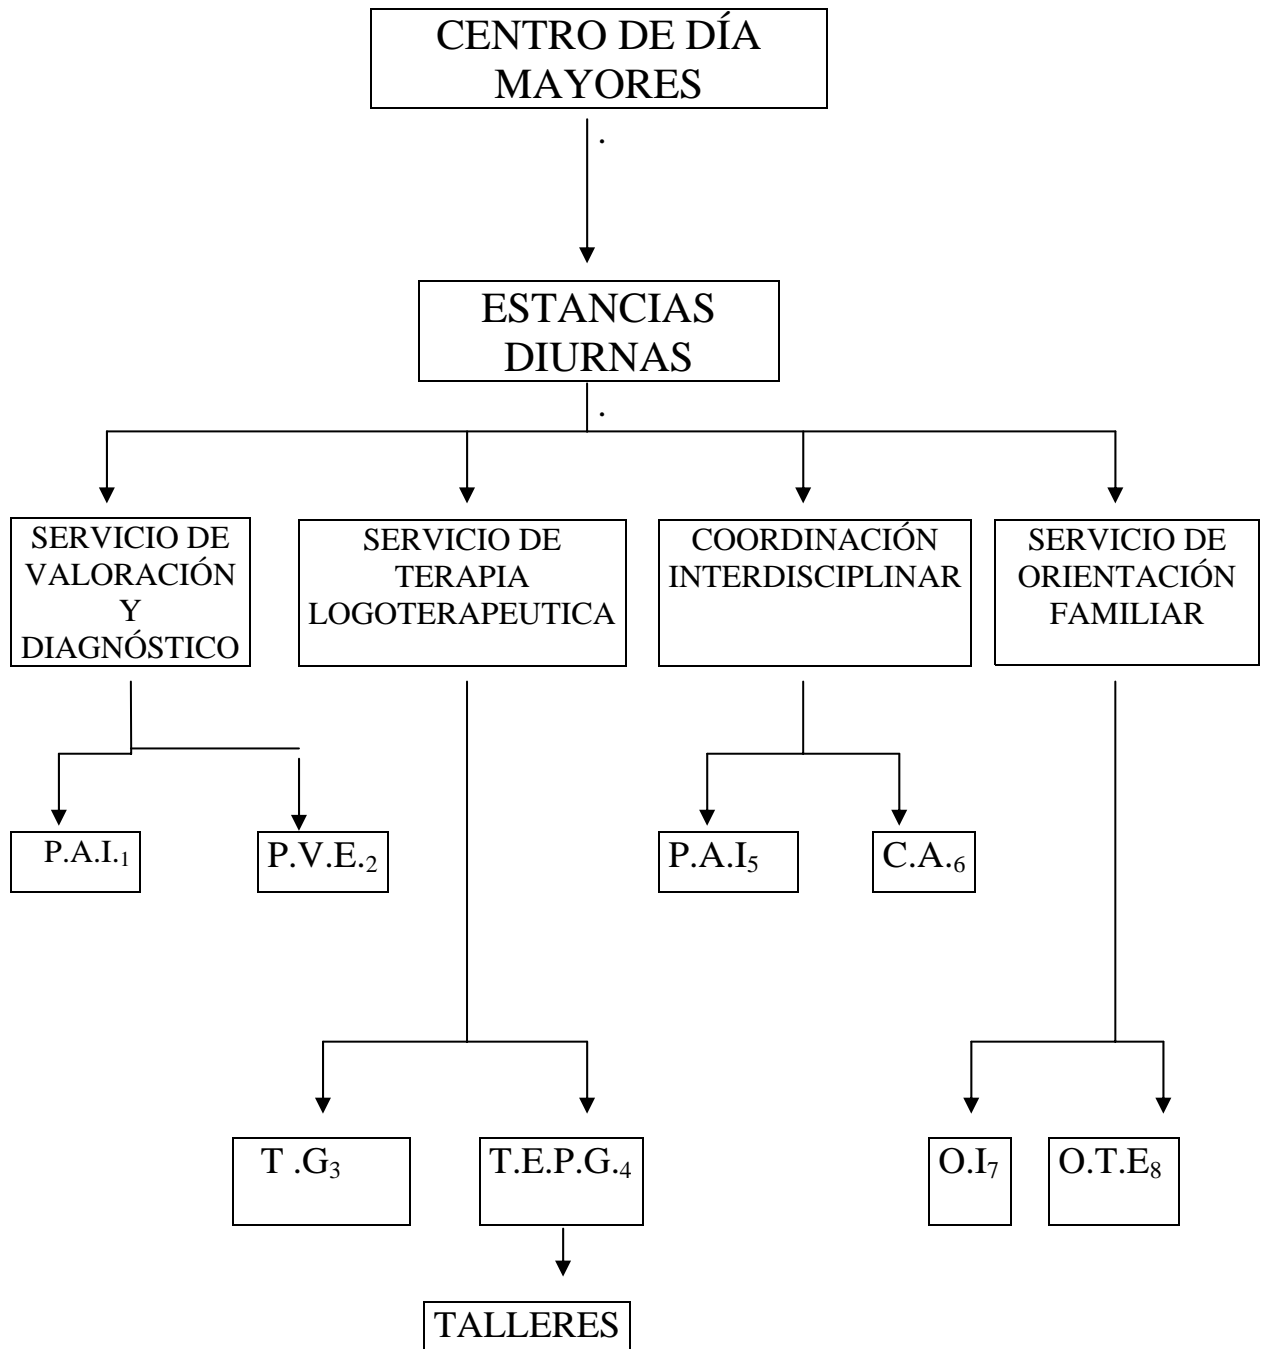 CENTRO DE DÍA
MAYORES
.
ESTANCIAS
DIURNAS
.
SERVICIO DE
VALORACIÓN
Y
DIAGNÓSTICO
SERVICIO DE
TERAPIA
LOGOTERAPEUTICA
COORDINACIÓN
INTERDISCIPLINAR
SERVICIO DE
ORIENTACIÓN
FAMILIAR
P.A.I.1
P.V.E.2
P.A.I5
C.A.6
T .G3
T.E.P.G.4
O.I7
O.T.E8
TALLERES